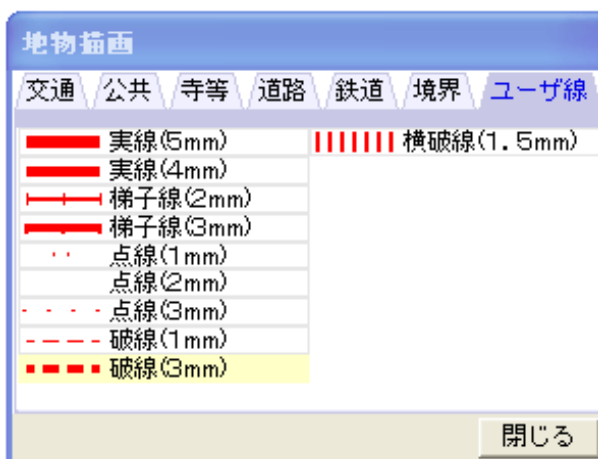 地物描画
交通 公共 寺等 道路 鉄道 境界 ユーザ線
実線(5mm)
実線(4mm)
梯子線(2mm)
梯子線(3mm)
点線(1mm)
点線(2mm)
点線(3mm)
破線(1mm)
破線(3mm)
横破線(1.5mm)
閉じる